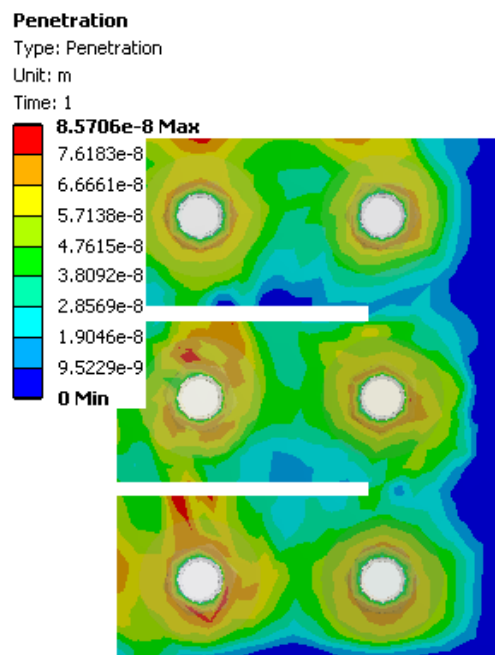 Penetration
Type: Penetration
Unit: m
Time: 1
8.5706e-8 Max
7.6183e-8
6.6661e-8
5.7138e-8
4.7615e-8
3.8092e-8
2.8569e-8
1.9046e-8
9.5229e-9
0 Min